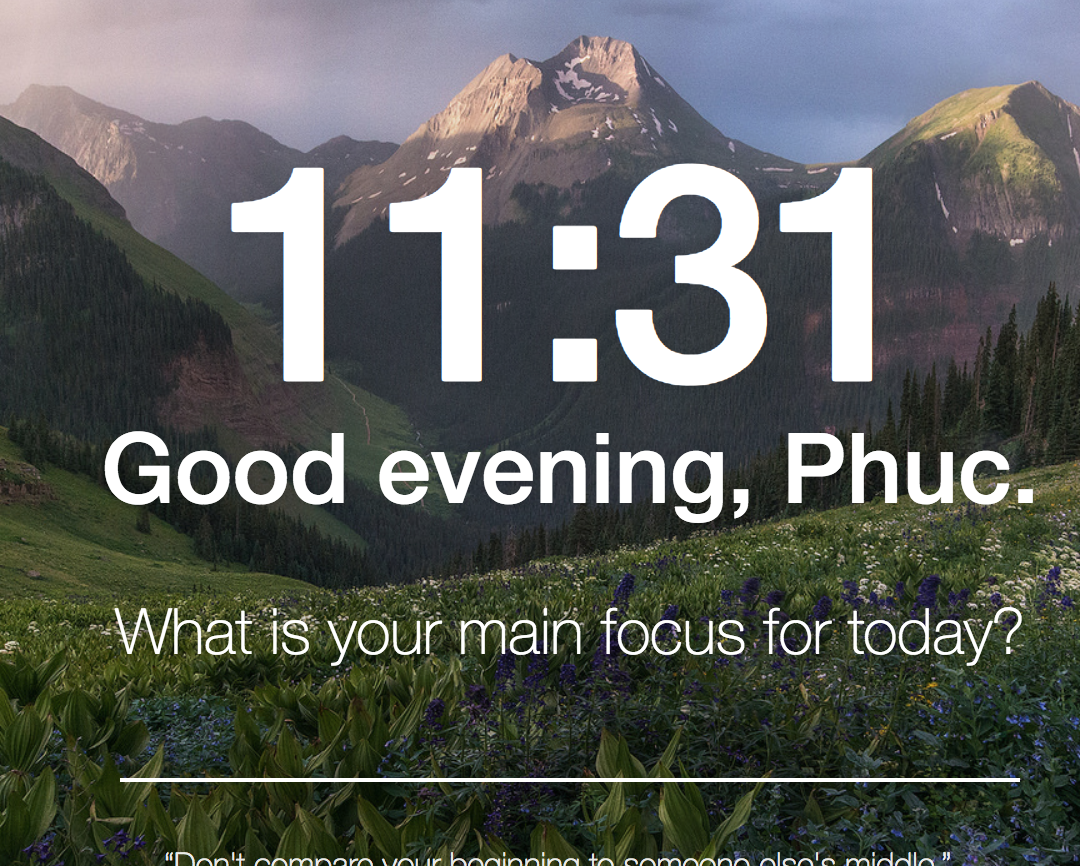 11:31
Good evening, Phuc.
What is your main focus for today?
“Don't compare your beginning to someone else's middle.”